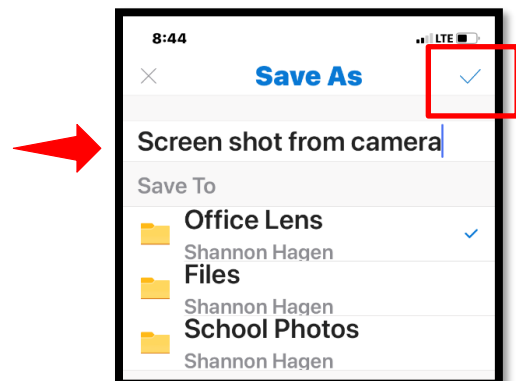 8:44
LTE
Save As
Screen shot from camera
Save To
Office Lens
Shannon Hagen
Files
Shannon Hagen
School Photos
Shannon Hagen